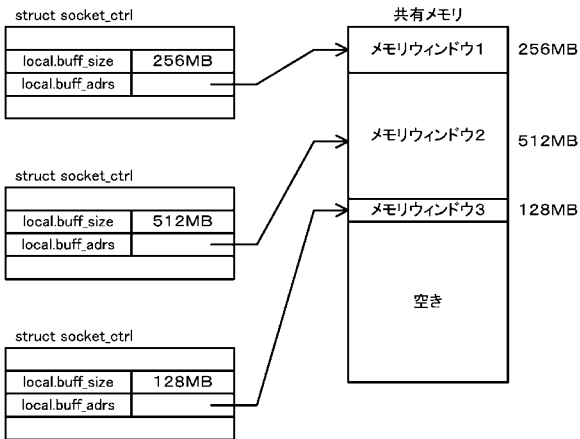 struct socket_ctrl
local.buff_size 256MB
local.buff_adrs
struct socket_ctrl
local.buff_size 512MB
local.buff_adrs
struct socket_ctrl
local.buff_size 128MB
local.buff_adrs
共有メモリ
メモリウィンドウ1 256MB
メモリウィンドウ2 512MB
メモリウィンドウ3 128MB
空き